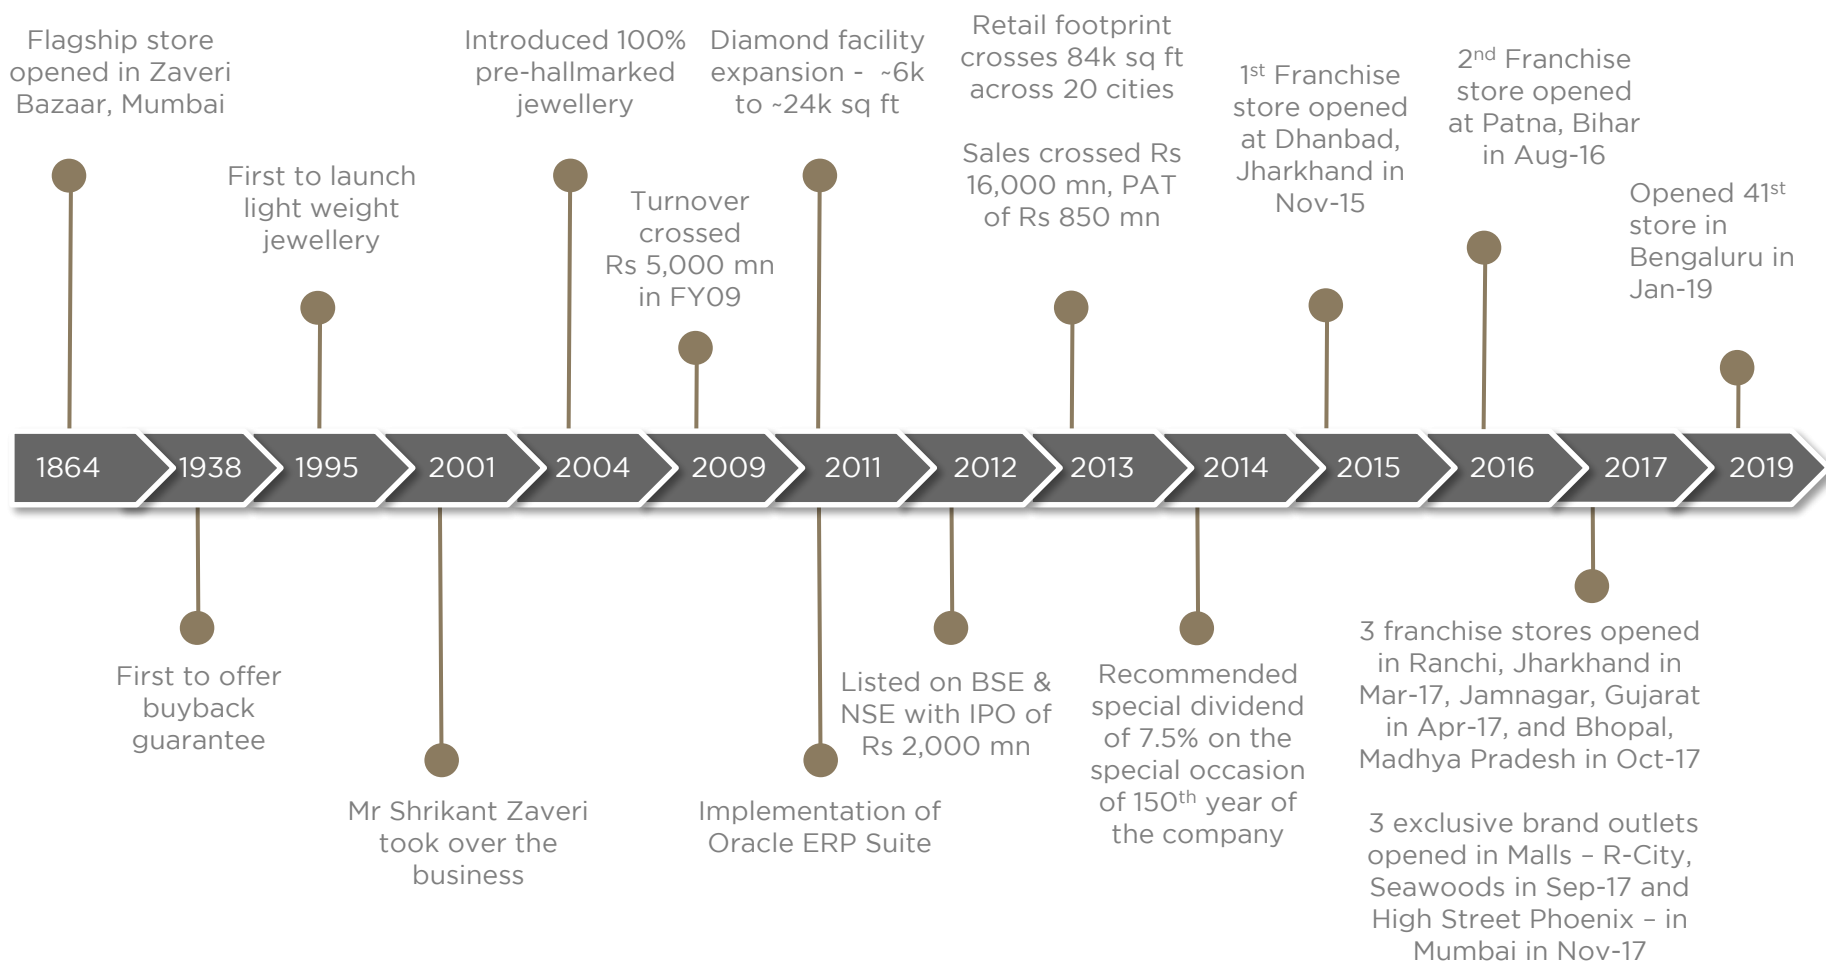 Flagship store
opened in Zaveri
Bazaar, Mumbai
First to launch
light weight
jewellery
Introduced 100%
pre-hallmarked
jewellery
Turnover
crossed
Rs 5,000 mn
in FY09
Diamond facility
expansion - ~6k
to ~24k sq ft
Retail footprint
crosses 84k sq ft
across 20 cities
Sales crossed Rs
16,000 mn, PAT
of Rs 850 mn
1st Franchise
store opened
at Dhanbad,
Jharkhand in
Nov-15
2nd Franchise
store opened
at Patna, Bihar
in Aug-16
Opened 41st
store in
Bengaluru in
Jan-19
1864 1938 1995 2001 2004 2009 2011 2012 2013 2014 2015 2016 2017 2019
First to offer
buyback
guarantee
Mr Shrikant Zaveri
took over the
business
Implementation of
Oracle ERP Suite
Listed on BSE &
NSE with IPO of
Rs 2,000 mn
Recommended
special dividend
of 7.5% on the
special occasion
of 150th year of
the company
3 franchise stores opened
in Ranchi, Jharkhand in
Mar-17, Jamnagar, Gujarat
in Apr-17, and Bhopal,
Madhya Pradesh in Oct-17
3 exclusive brand outlets
opened in Malls – R-City,
Seawoods in Sep-17 and
High Street Phoenix – in
Mumbai in Nov-17